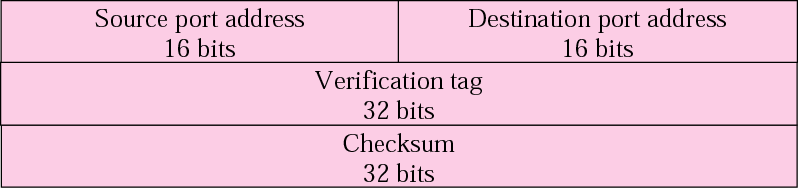 Source port address
16 bits
Destination port address
16 bits
Verification tag
32 bits
Checksum
32 bits